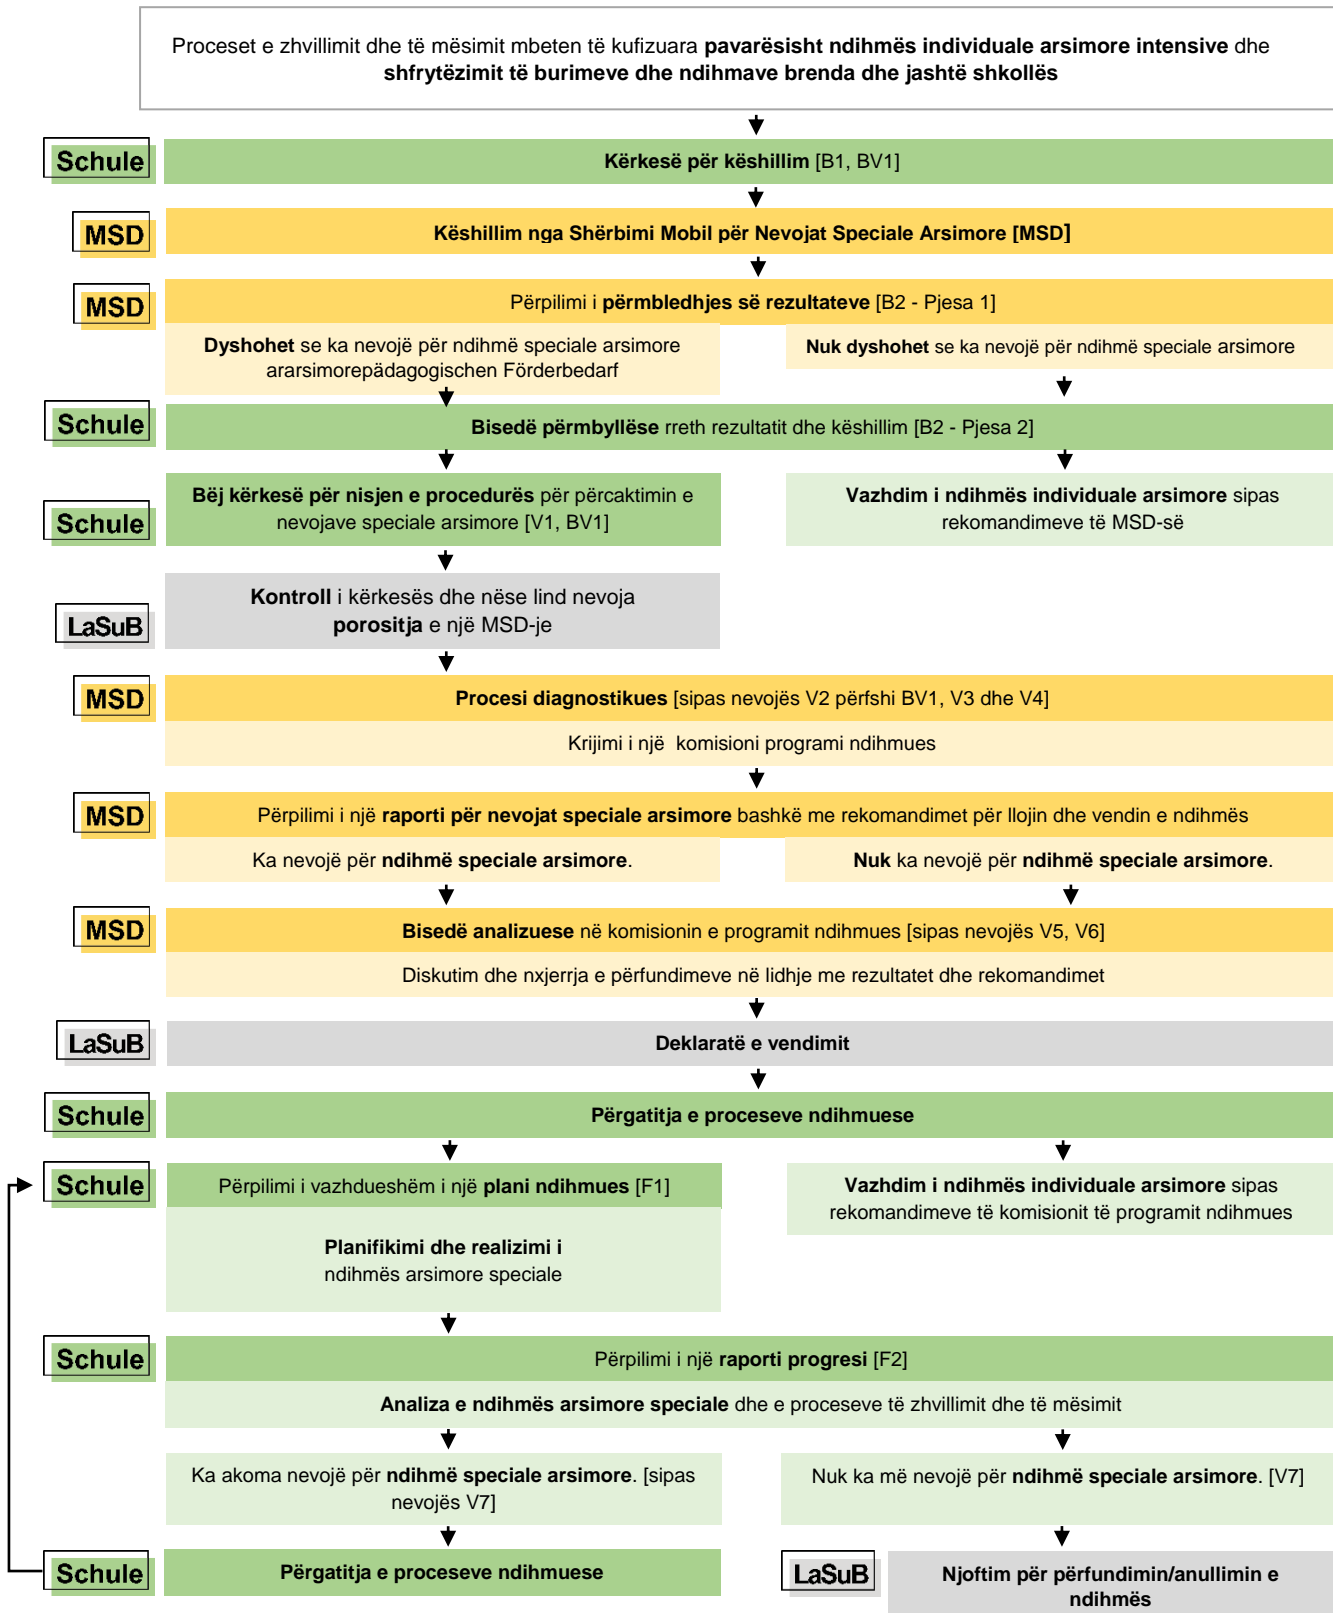 Proceset e zhvillimit dhe të mësimit mbeten të kufizuara pavarësisht ndihmës individuale arsimore intensive dhe
shfrytëzimit të burimeve dhe ndihmave brenda dhe jashtë shkollës
Schule
Kërkesë për këshillim [B1, BV1]
MSD
Këshillim nga Shërbimi Mobil për Nevojat Speciale Arsimore [MSD]
MSD
Përpilimi i përmbledhjes së rezultateve [B2 - Pjesa 1]
Dyshohet se ka nevojë për ndihmë speciale arsimore
ararsimorepädagogischen Förderbedarf
Nuk dyshohet se ka nevojë për ndihmë speciale arsimore
Schule
Bisedë përmbyllëse rreth rezultatit dhe këshillim [B2 - Pjesa 2]
Schule
Bëj kërkesë për nisjen e procedurës për përcaktimin e
nevojave speciale arsimore [V1, BV1]
Vazhdim i ndihmës individuale arsimore sipas
rekomandimeve të MSD-së
LaSuB
Kontroll i kërkesës dhe nëse lind nevoja
porositja e një MSD-je
MSD
Procesi diagnostikues [sipas nevojës V2 përfshi BV1, V3 dhe V4]
Krijimi i një komisioni programi ndihmues
MSD
Përpilimi i një raporti për nevojat speciale arsimore bashkë me rekomandimet për llojin dhe vendin e ndihmës
Ka nevojë për ndihmë speciale arsimore.
Nuk ka nevojë për ndihmë speciale arsimore.
MSD
Bisedë analizuese në komisionin e programit ndihmues [sipas nevojës V5, V6]
Diskutim dhe nxjerrja e përfundimeve në lidhje me rezultatet dhe rekomandimet
LaSuB
Deklaratë e vendimit
Schule
Përgatitja e proceseve ndihmuese
Schule
Përpilimi i vazhdueshëm i një plani ndihmues [F1]
Vazhdim i ndihmës individuale arsimore sipas
rekomandimeve të komisionit të programit ndihmues
Planifikimi dhe realizimi i
ndihmës arsimore speciale
Schule
Përpilimi i një raporti progresi [F2]
Analiza e ndihmës arsimore speciale dhe e proceseve të zhvillimit dhe të mësimit
Ka akoma nevojë për ndihmë speciale arsimore. [sipas
nevojës V7]
Nuk ka më nevojë për ndihmë speciale arsimore. [V7]
Schule
Përgatitja e proceseve ndihmuese
LaSuB
Njoftim për përfundimin/anullimin e
ndihmës